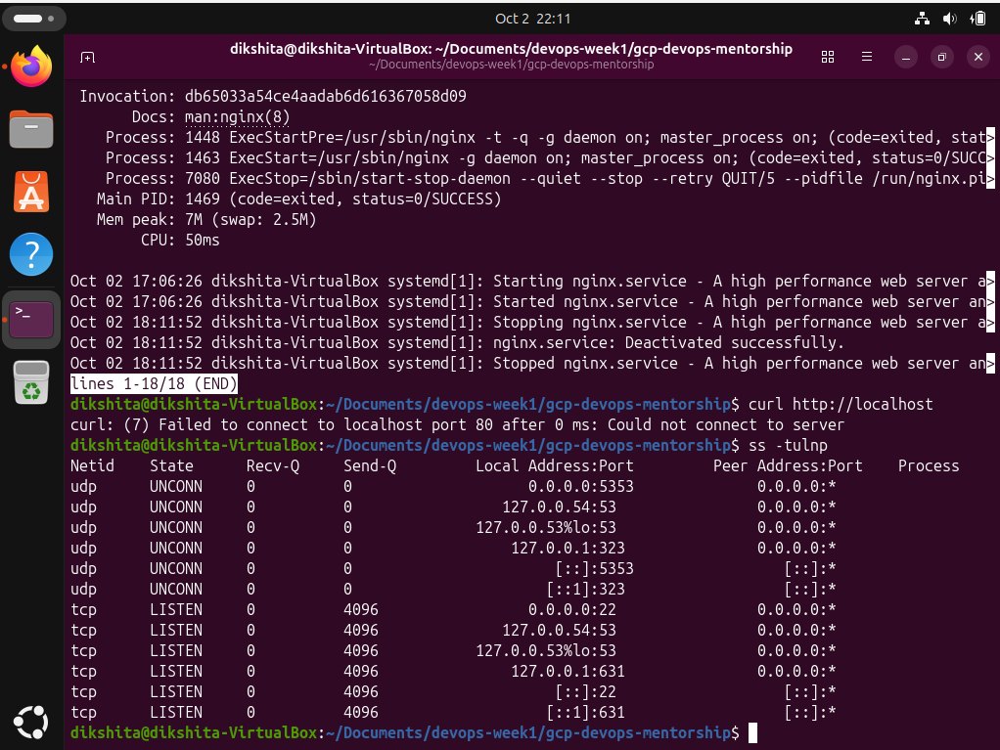 Oct 2 22:11
dikshita@dikshita-VirtualBox: ~/Documents/devops-week1/gcp-devops-mentorship
~/Documents/devops-week1/gcp-devops-mentorship
Invocation: db65033a54ce4aadab6d616367058d09
Docs: man:nginx(8)
Process: 1448 ExecStartPre=/usr/sbin/nginx -t -q -g daemon on; master_process on; (code=exited, stat>
Process: 1463 ExecStart=/usr/sbin/nginx -g daemon on; master_process on; (code=exited, status=0/SUCC>
Process: 7080 ExecStop=/sbin/start-stop-daemon --quiet --stop --retry QUIT/5 --pidfile /run/nginx.pi>
Main PID: 1469 (code=exited, status=0/SUCCESS)
Mem peak: 7M (swap: 2.5M)
CPU: 50ms
Oct 02 17:06:26 dikshita-VirtualBox systemd[1]: Starting nginx.service - A high performance web server a>
Oct 02 17:06:26 dikshita-VirtualBox systemd[1]: Started nginx.service - A high performance web server an>
Oct 02 18:11:52 dikshita-VirtualBox systemd[1]: Stopping nginx.service - A high performance web server a>
Oct 02 18:11:52 dikshita-VirtualBox systemd[1]: nginx.service: Deactivated successfully.
Oct 02 18:11:52 dikshita-VirtualBox systemd[1]: Stopped nginx.service - A high performance web server an>
lines 1-18/18 (END)
dikshita@dikshita-VirtualBox:~/Documents/devops-week1/gcp-devops-mentorship$ curl http://localhost
curl: (7) Failed to connect to localhost port 80 after 0 ms: Could not connect to server
dikshita@dikshita-VirtualBox:~/Documents/devops-week1/gcp-devops-mentorship$ ss -tulnp
Netid State Recv-Q Send-Q Local Address:Port Peer Address:Port Process
udp UNCONN 0 0 0.0.0.0:5353 0.0.0.0:*
udp UNCONN 0 0 127.0.0.54:53 0.0.0.0:*
udp UNCONN 0 0 127.0.0.53%lo:53 0.0.0.0:*
udp UNCONN 0 0 127.0.0.1:323 0.0.0.0:*
udp UNCONN 0 0 [::]:5353 [::]:*
udp UNCONN 0 0 [::1]:323 [::]:*
tcp LISTEN 0 4096 0.0.0.0:22 0.0.0.0:*
tcp LISTEN 0 4096 127.0.0.54:53 0.0.0.0:*
tcp LISTEN 0 4096 127.0.0.53%lo:53 0.0.0.0:*
tcp LISTEN 0 4096 127.0.0.1:631 0.0.0.0:*
tcp LISTEN 0 4096 [::]:22 [::]:*
tcp LISTEN 0 4096 [::1]:631 [::]:*
dikshita@dikshita-VirtualBox:~/Documents/devops-week1/gcp-devops-mentorship$